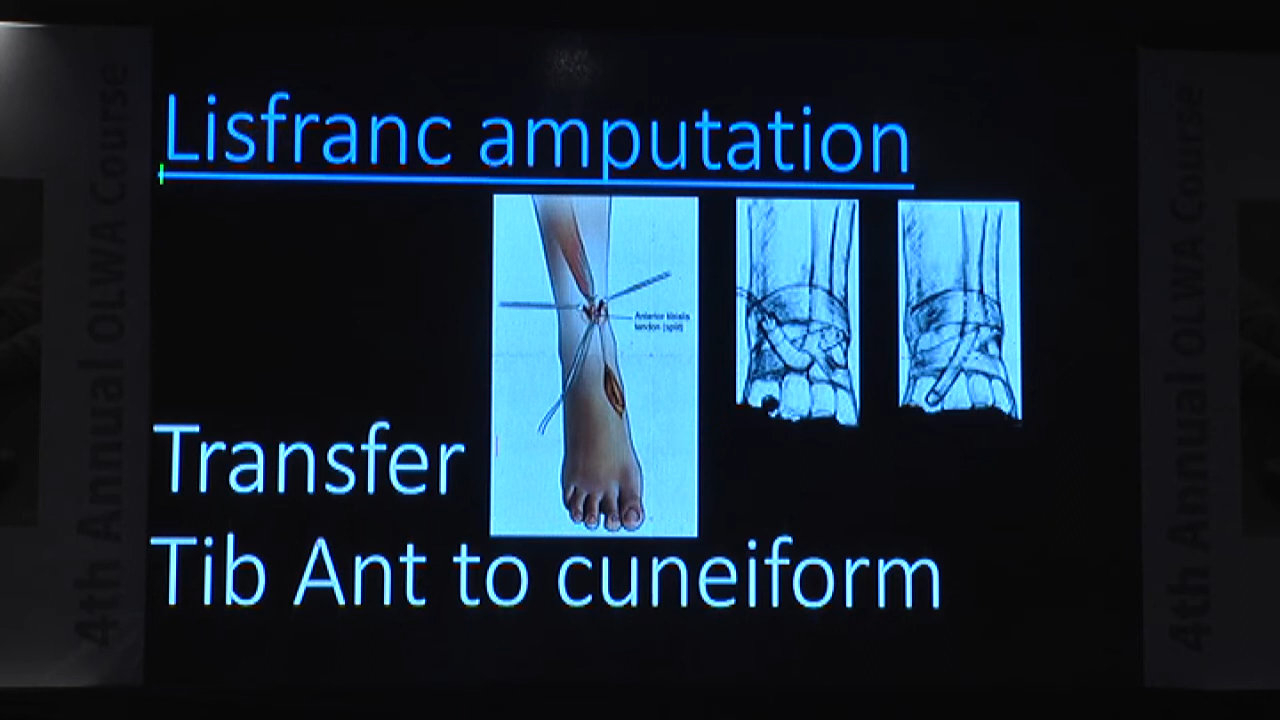 Lisfranc amputation
Anterior tibialis
tendon (split)
Transfer
Tib Ant to cuneiform
4th Annual OLWA Course
4th Annual OLWA Course